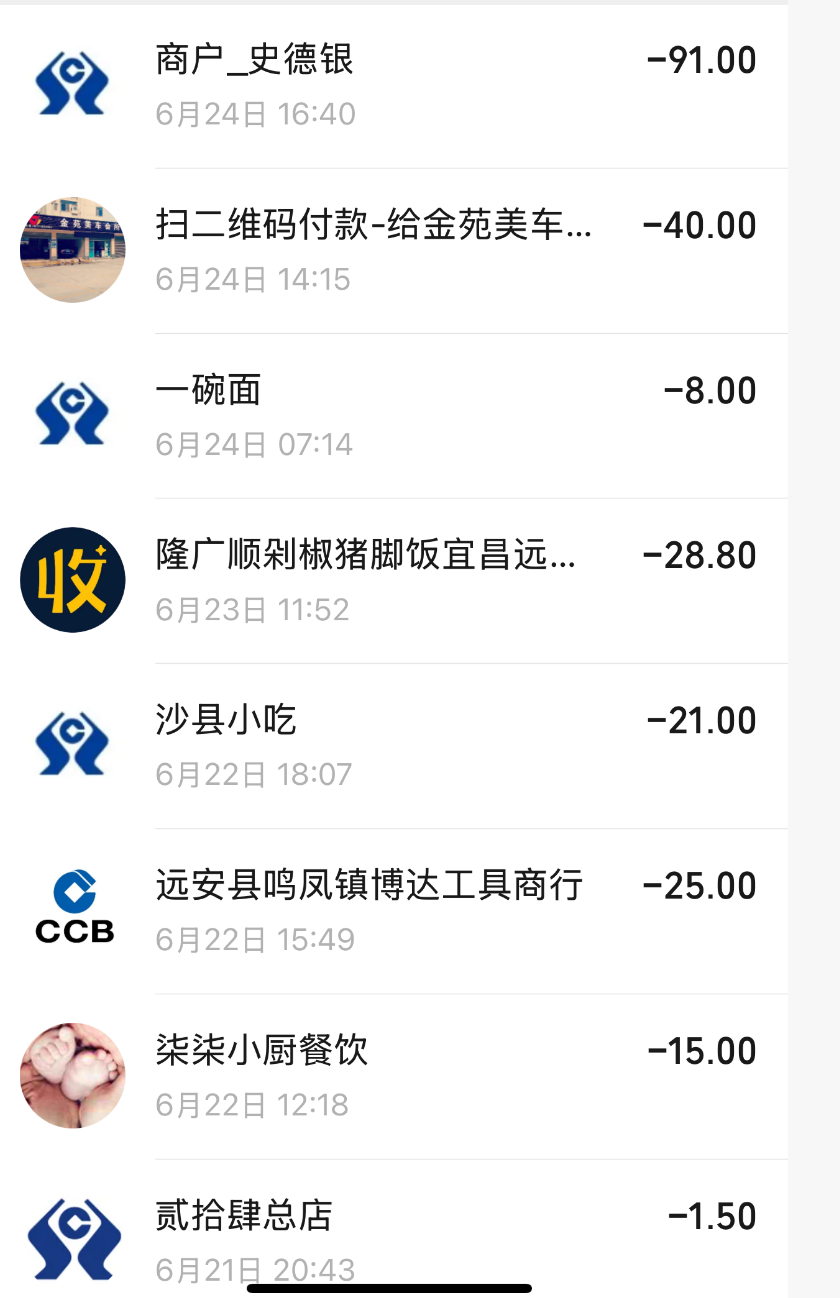 商户_史德银
-91.00
6月24日 16:40
金苑美车会所
扫二维码付款-给金苑美车...
-40.00
6月24日 14:15
一碗面
-8.00
6月24日 07:14
收
隆广顺剁椒猪脚饭宜昌远...
-28.80
6月23日 11:52
沙县小吃
-21.00
6月22日 18:07
CCB
远安县鸣凤镇博达工具商行
-25.00
6月22日 15:49
柒柒小厨餐饮
-15.00
6月22日 12:18
贰拾肆总店
-1.50
6月21日 20:43